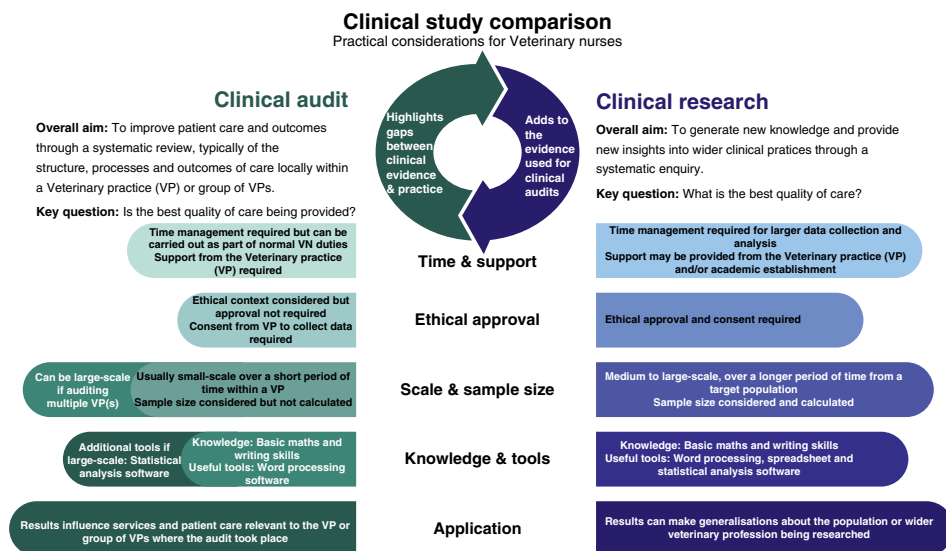 Clinical study comparison
Practical considerations for Veterinary nurses
Clinical audit
Overall aim: To improve patient care and outcomes
through a systematic review, typically of the
structure, processes and outcomes of care locally within
a Veterinary practice (VP) or group of VPs.
Key question: Is the best quality of care being provided?
Highlights
gaps
between
clinical
evidence
& practice
Adds to
the
evidence
used for
clinical
audits
Clinical research
Overall aim: To generate new knowledge and provide
new insights into wider clinical pratices through a
systematic enquiry.
Key question: What is the best quality of care?
Time management required but can be
carried out as part of normal VN duties
Support from the Veterinary practice
(VP) required
Time & support
Time management required for larger data collection and
analysis
Support may be provided from the Veterinary practice (VP)
and/or academic establishment
Ethical context considered but
approval not required
Consent from VP to collect data
required
Ethical approval
Ethical approval and consent required
Can be large-scale
if auditing
multiple VP(s)
Usually small-scale over a short period of
time within a VP
Sample size considered but not calculated
Scale & sample size
Medium to large-scale, over a longer period of time from a
target population
Sample size considered and calculated
Additional tools if
large-scale: Statistical
analysis software
Knowledge: Basic maths and
writing skills
Useful tools: Word processing
software
Knowledge & tools
Knowledge: Basic maths and writing skills
Useful tools: Word processing, spreadsheet and
statistical analysis software
Results influence services and patient care relevant to the VP or
group of VPs where the audit took place
Application
Results can make generalisations about the population or wider
veterinary profession being researched